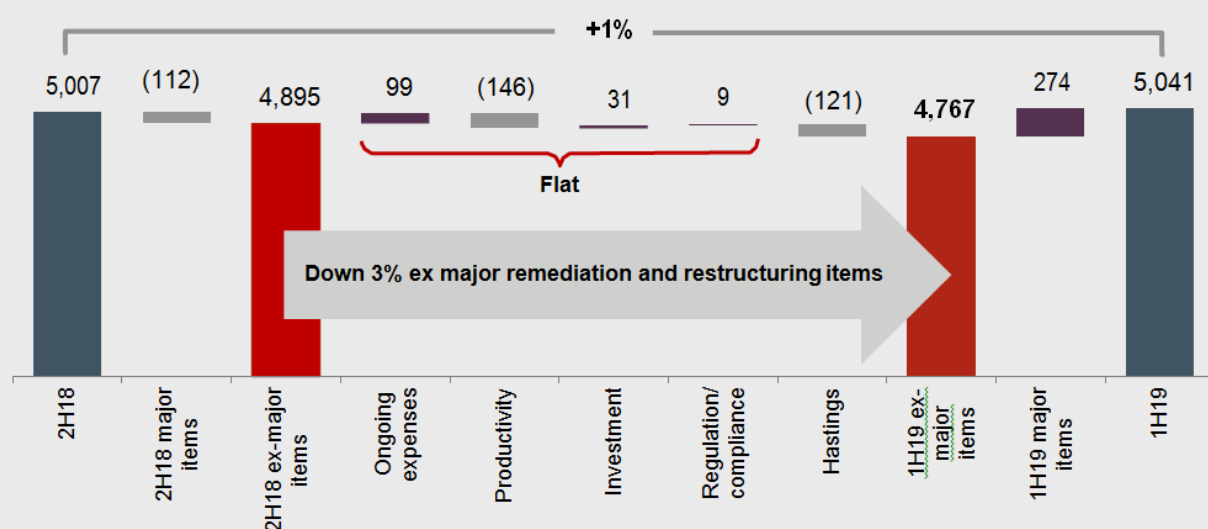 +1%
5,007
(112)
4,895
99
(146)
31
9
(121)
4,767
274
5,041
Flat
Down 3% ex major remediation and restructuring items
2H18
2H18 major
items
2H18 ex-major
items
Ongoing
expenses
Productivity
Investment
Regulation/
compliance
Hastings
1H19 ex-
major
items
1H19 major
items
1H19